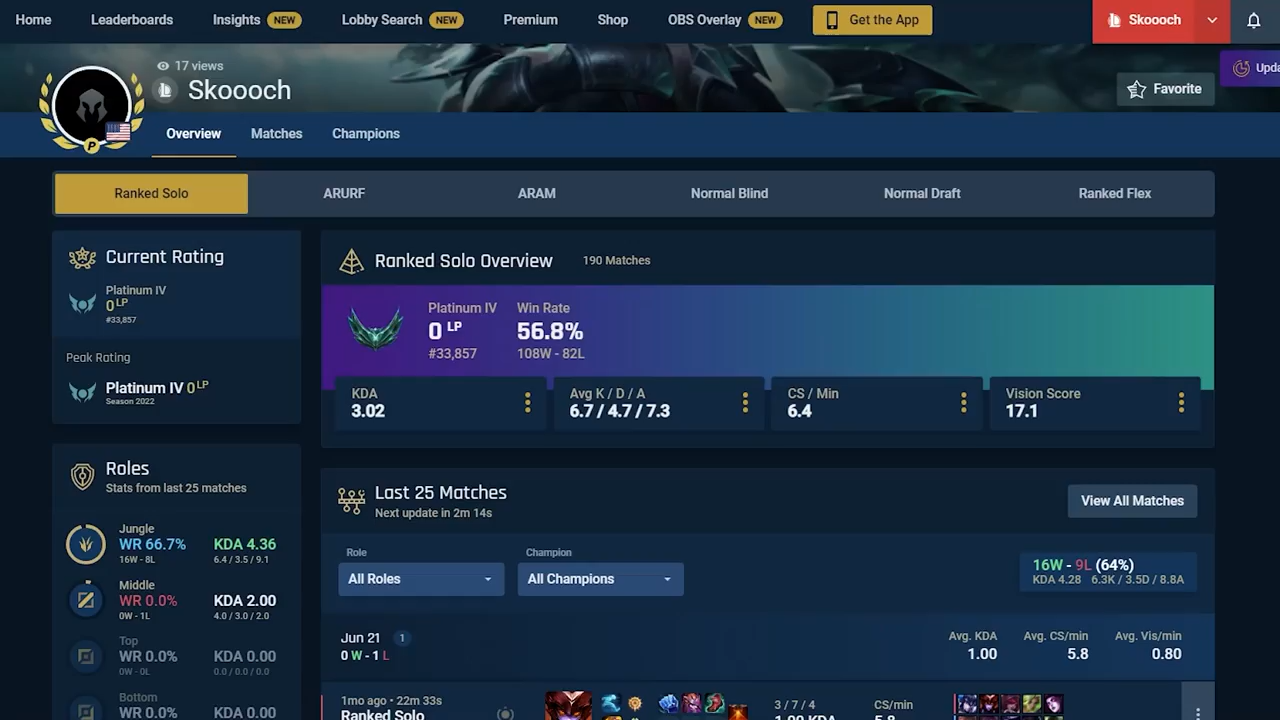 Home Leaderboards Insights NEW Lobby Search NEW Premium Shop OBS Overlay NEW Get the App Skoooch
17 views
Skoooch
Favorite
Upda
P
Overview Matches Champions
Ranked Solo ARURF ARAM Normal Blind Normal Draft Ranked Flex
Current Rating
Platinum IV
0 LP
#33,857
Peak Rating
Platinum IV 0 LP
Season 2022
Roles
Stats from last 25 matches
Jungle
WR 66.7% KDA 4.36
16W - 8L 6.4 / 3.5 / 9.1
Middle
WR 0.0% KDA 2.00
0W - 1L 4.0 / 3.0 / 2.0
Top
WR 0.0% KDA 0.00
0W - 0L 0.0 / 0.0 / 0.0
Bottom
WR 0.0% KDA 0.00
Ranked Solo Overview 190 Matches
Platinum IV Win Rate
0 LP 56.8%
#33,857 108W - 82L
KDA Avg K / D / A CS / Min Vision Score
3.02 6.7 / 4.7 / 7.3 6.4 17.1
Last 25 Matches
Next update in 2m 14s
View All Matches
Role Champion
All Roles All Champions
16W - 9L (64%)
KDA 4.28 6.3K / 3.5D / 8.8A
Jun 21 1 Avg. KDA Avg. CS/min Avg. Vis/min
0 W - 1 L 1.00 5.8 0.80
1mo ago • 22m 33s 3 / 7 / 4 CS/min
Ranked Solo 1.00 KDA 5.8